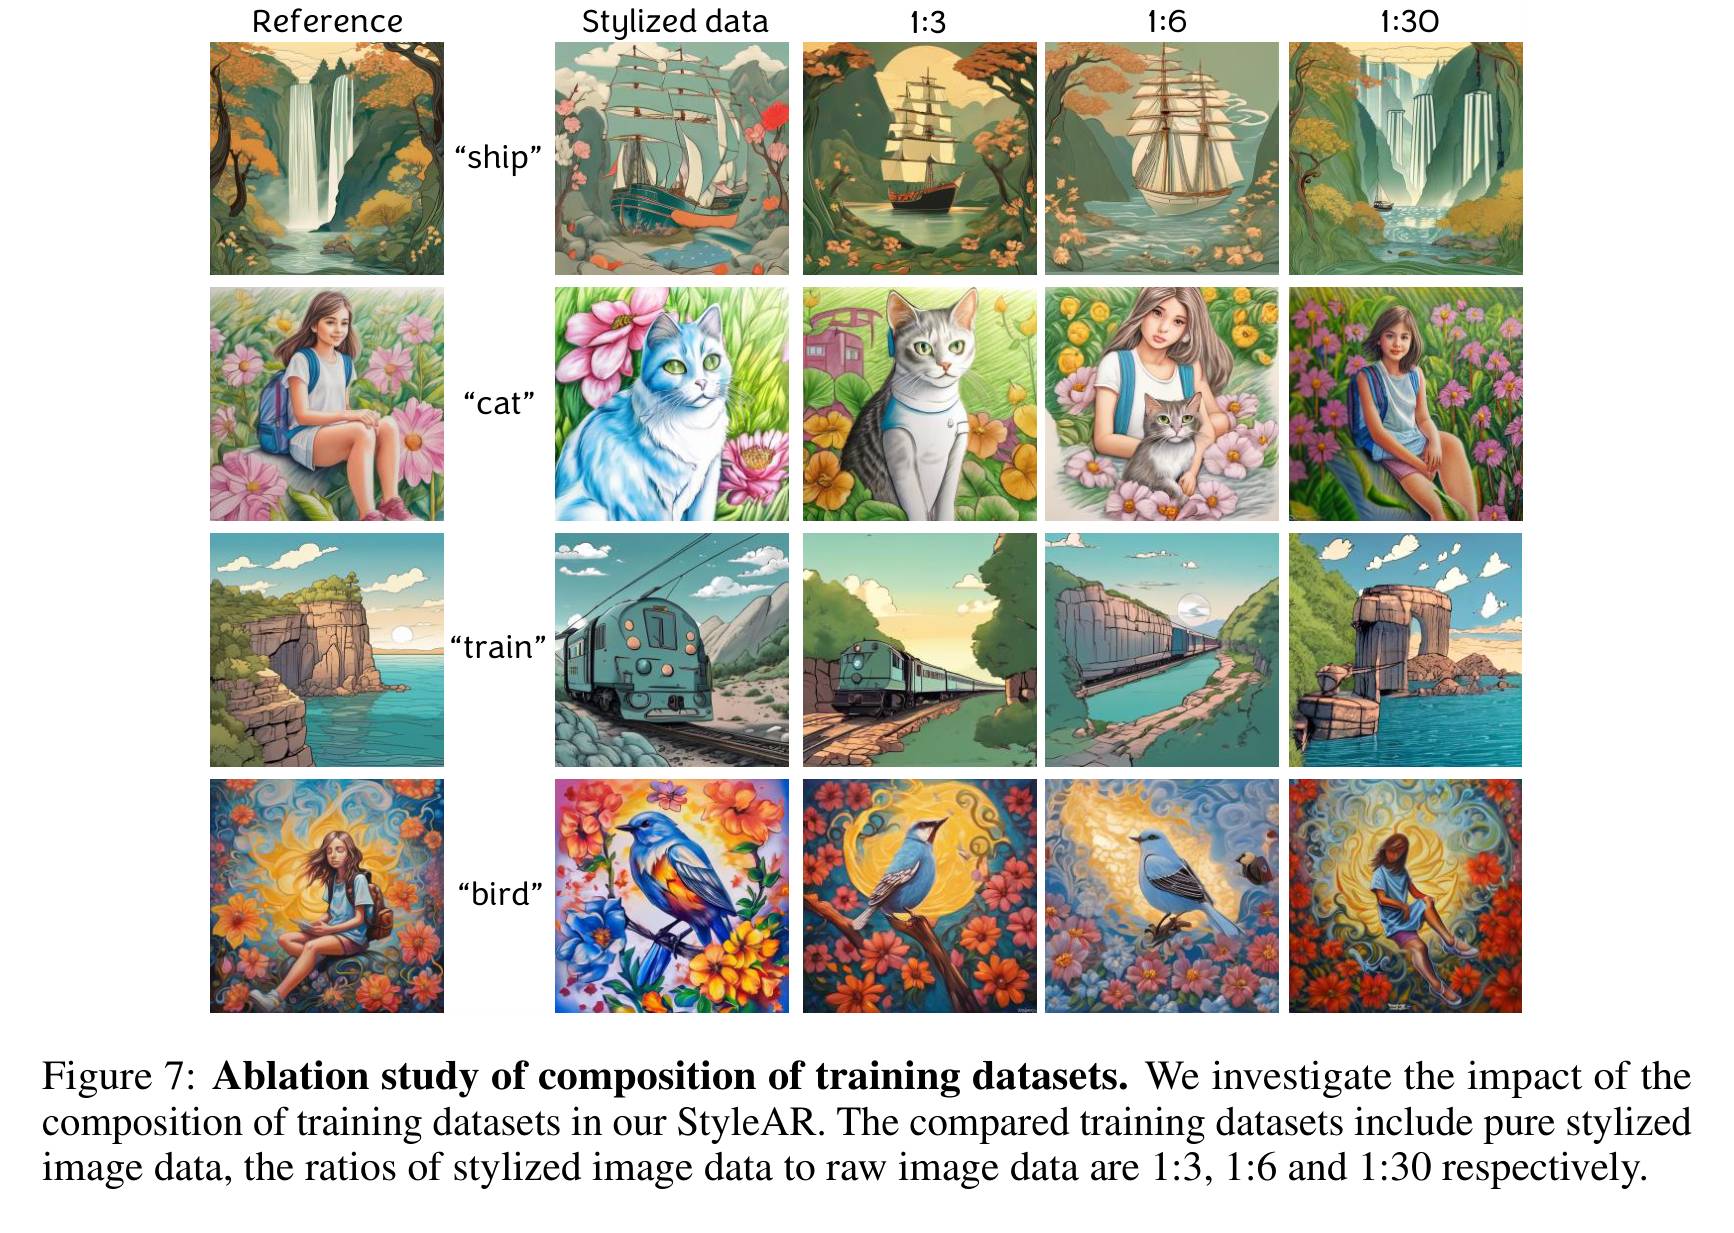 Reference Stylized data 1:3 1:6 1:30
“ship”
“cat”
“train”
“bird”
Figure 7: Ablation study of composition of training datasets. We investigate the impact of the
composition of training datasets in our StyleAR. The compared training datasets include pure stylized
image data, the ratios of stylized image data to raw image data are 1:3, 1:6 and 1:30 respectively.